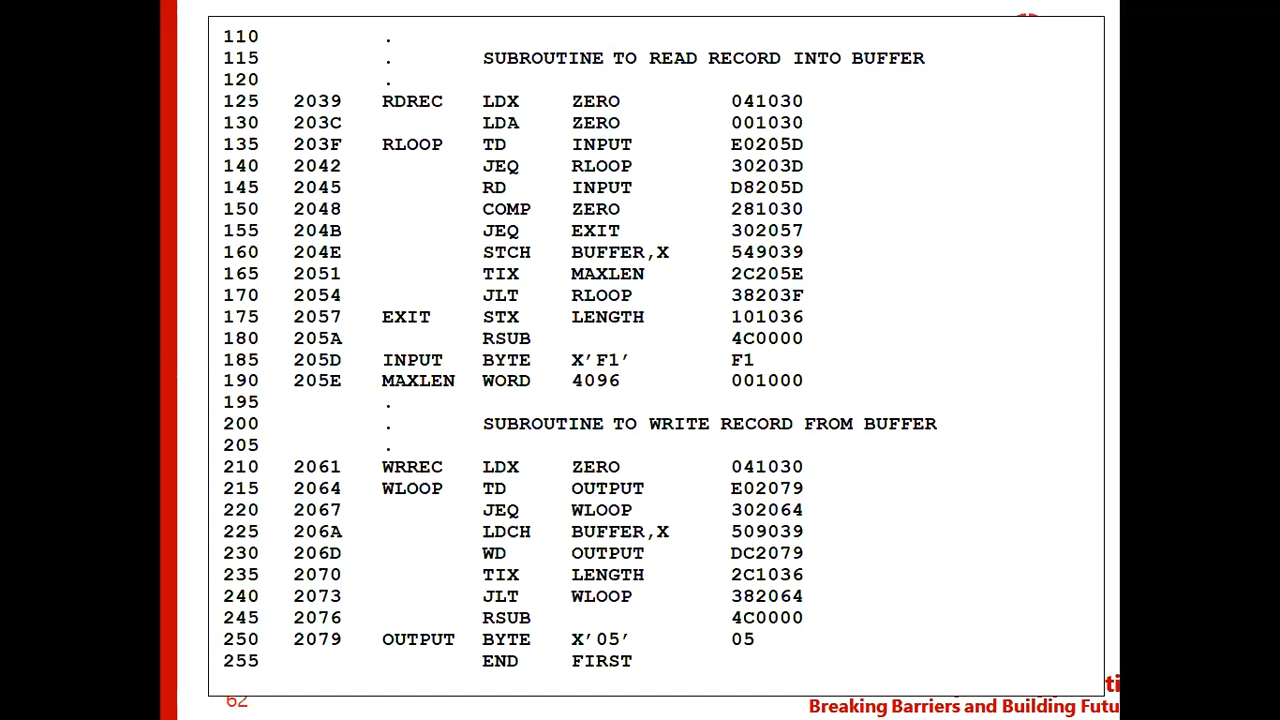 110 .
115 . SUBROUTINE TO READ RECORD INTO BUFFER
120 .
125 2039 RDREC LDX ZERO 041030
130 203C LDA ZERO 001030
135 203F RLOOP TD INPUT E0205D
140 2042 JEQ RLOOP 30203D
145 2045 RD INPUT D8205D
150 2048 COMP ZERO 281030
155 204B JEQ EXIT 302057
160 204E STCH BUFFER,X 549039
165 2051 TIX MAXLEN 2C205E
170 2054 JLT RLOOP 38203F
175 2057 EXIT STX LENGTH 101036
180 205A RSUB 4C0000
185 205D INPUT BYTE X'F1' F1
190 205E MAXLEN WORD 4096 001000
195 .
200 . SUBROUTINE TO WRITE RECORD FROM BUFFER
205 .
210 2061 WRREC LDX ZERO 041030
215 2064 WLOOP TD OUTPUT E02079
220 2067 JEQ WLOOP 302064
225 206A LDCH BUFFER,X 509039
230 206D WD OUTPUT DC2079
235 2070 TIX LENGTH 2C1036
240 2073 JLT WLOOP 382064
245 2076 RSUB 4C0000
250 2079 OUTPUT BYTE X'05' 05
255 END FIRST
62
Breaking Barriers and Building Futu